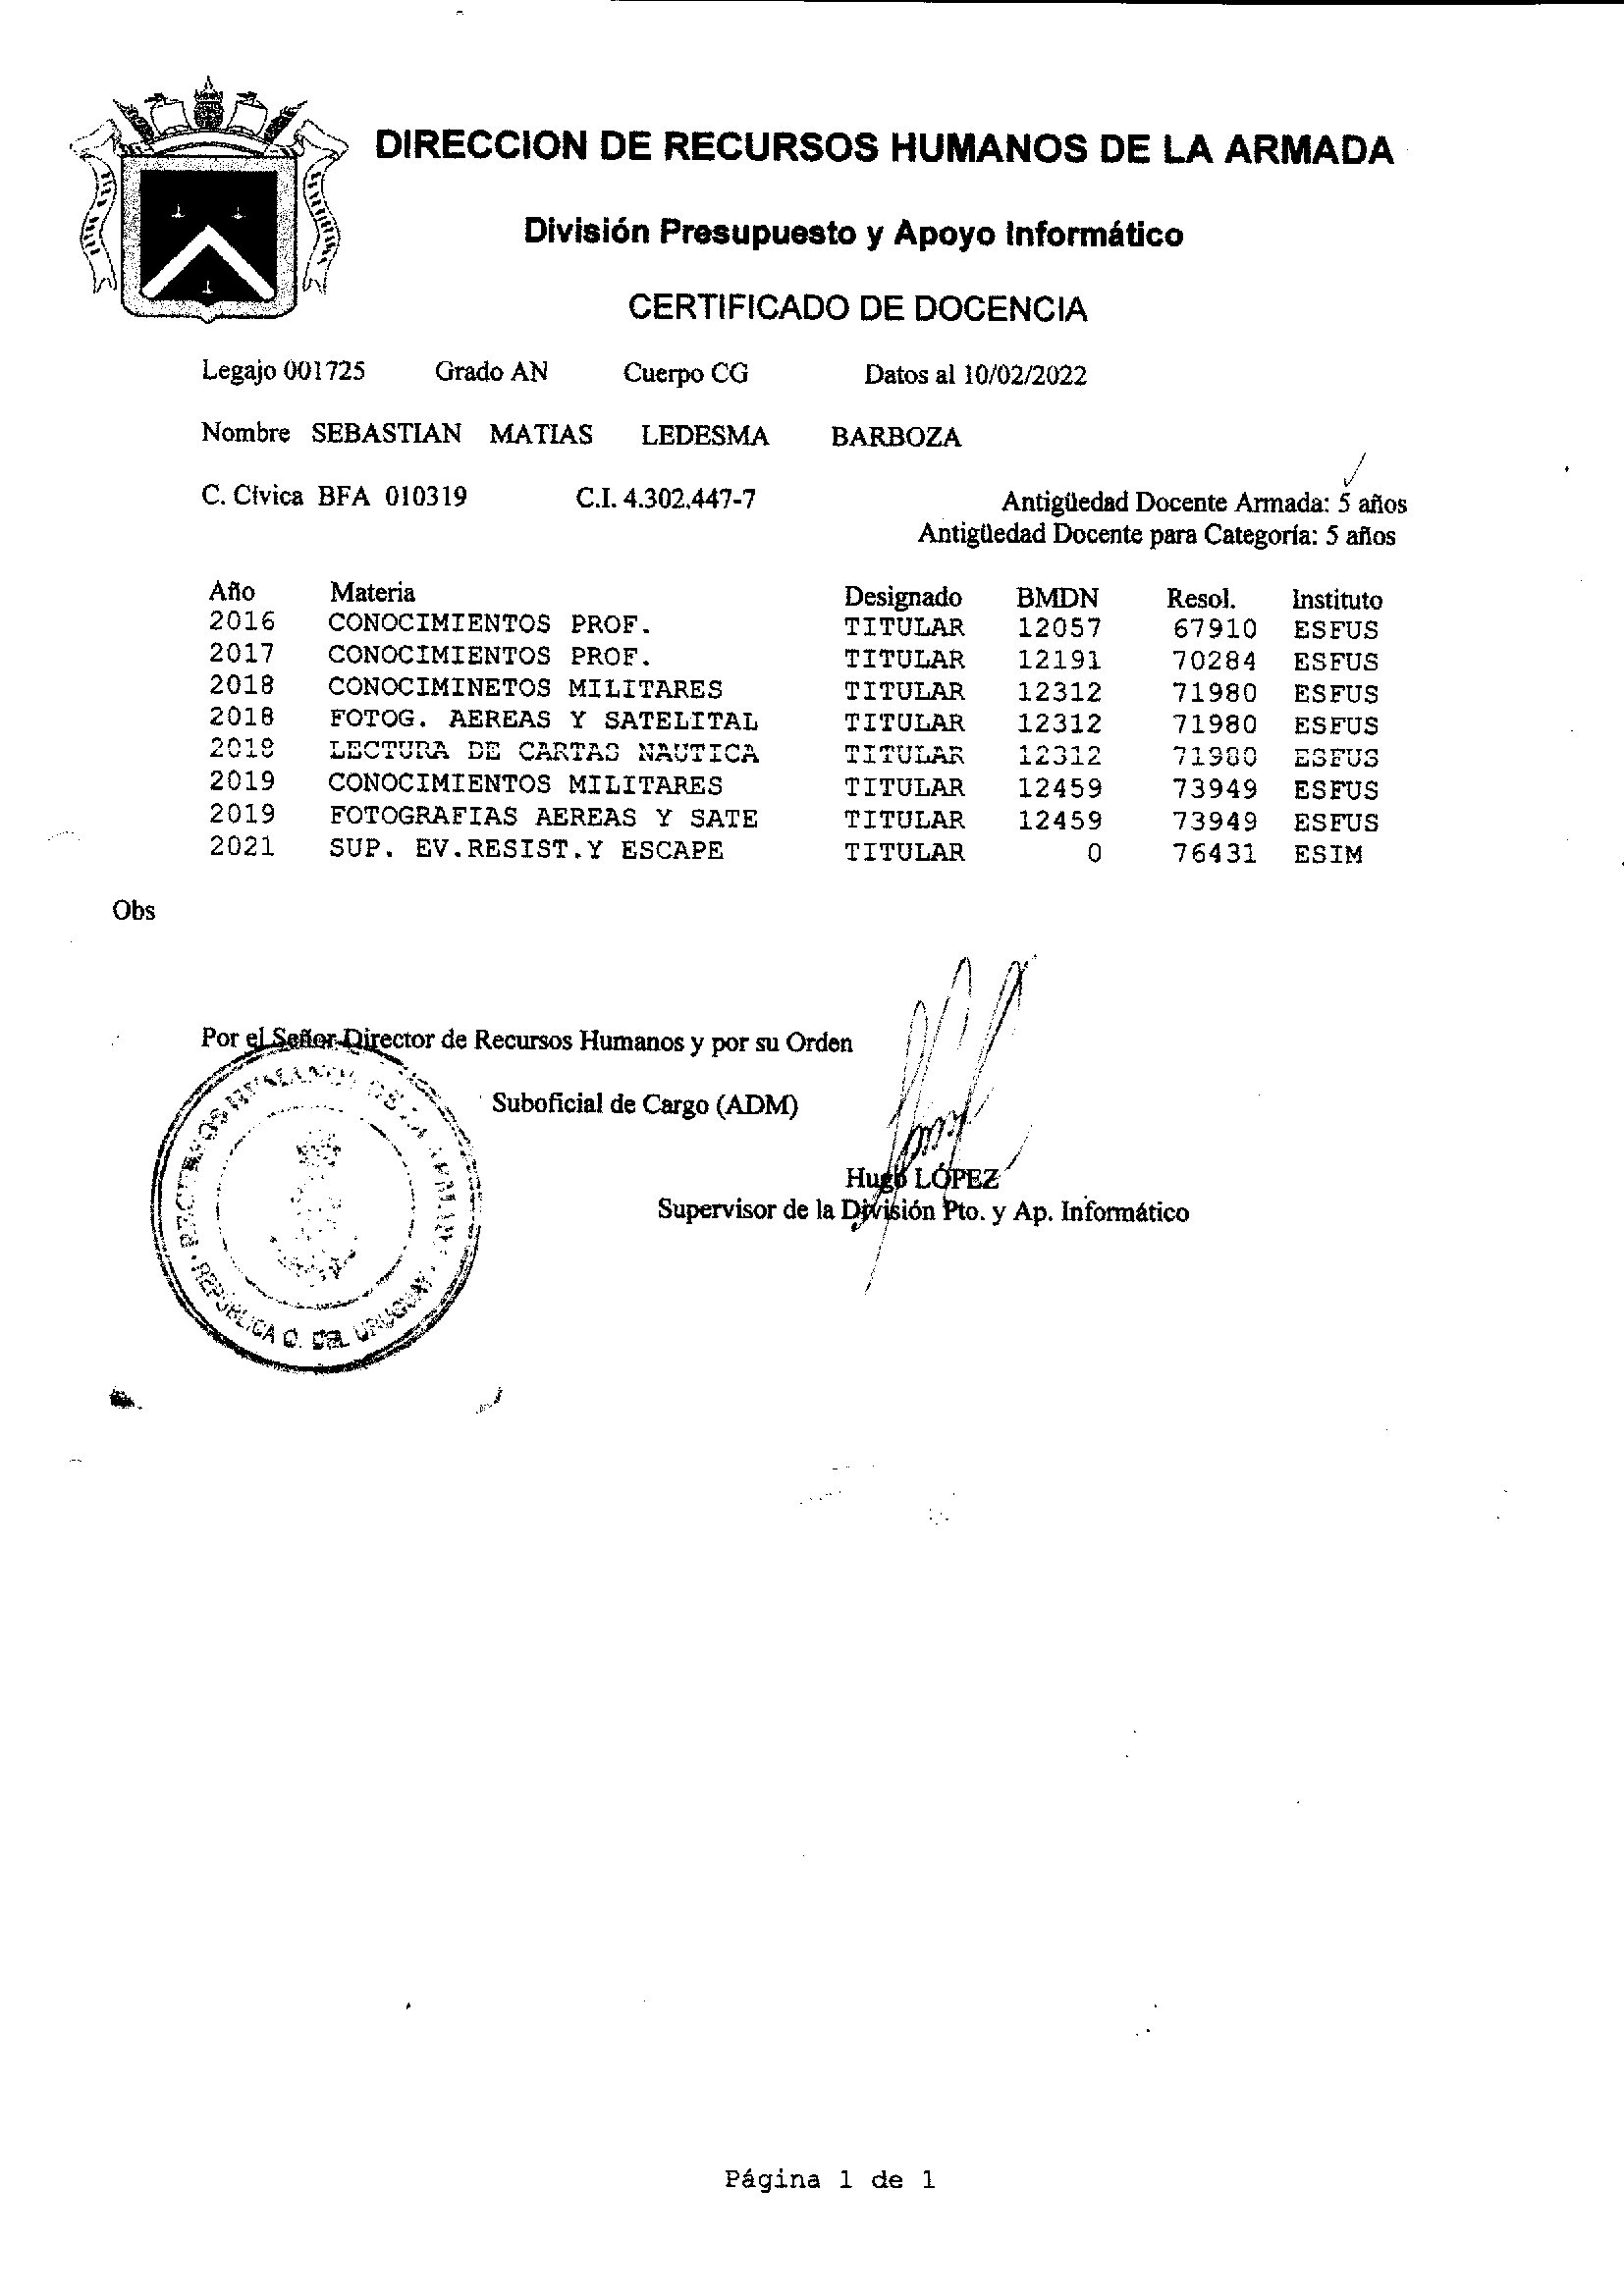 DIRECCION DE RECURSOS HUMANOS DE LA ARMADA
División Presupuesto y Apoyo Informático
CERTIFICADO DE DOCENCIA
Legajo 001725 Grado AN Cuerpo CG Datos al 10/02/2022
Nombre SEBASTIAN MATIAS LEDESMA BARBOZA
C. Cívica BFA 010319 C.I. 4.302.447-7 Antigüedad Docente Armada: 5 años
Antigüedad Docente para Categoría: 5 años
Año Materia Designado BMDN Resol. Instituto
2016 CONOCIMIENTOS PROF. TITULAR 12057 67910 ESFUS
2017 CONOCIMIENTOS PROF. TITULAR 12191 70284 ESFUS
2018 CONOCIMINETOS MILITARES TITULAR 12312 71980 ESFUS
2018 FOTOG. AEREAS Y SATELITAL TITULAR 12312 71980 ESFUS
2018 LECTURA DE CARTAS NAUTICA TITULAR 12312 71980 ESFUS
2019 CONOCIMIENTOS MILITARES TITULAR 12459 73949 ESFUS
2019 FOTOGRAFIAS AEREAS Y SATE TITULAR 12459 73949 ESFUS
2021 SUP. EV.RESIST.Y ESCAPE TITULAR 0 76431 ESIM
Obs
Por el Señor Director de Recursos Humanos y por su Orden
Suboficial de Cargo (ADM)
Hugo LÓPEZ
Supervisor de la División Pto. y Ap. Informático
REPUBLICA O. DEL URUGUAY
Página 1 de 1